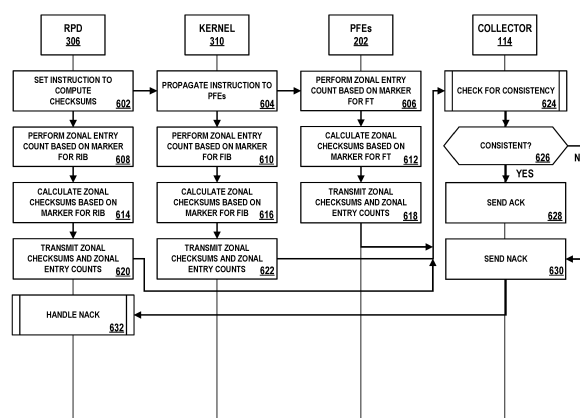 RPD
306
KERNEL
310
PFEs
202
COLLECTOR
114
SET INSTRUCTION TO
COMPUTE
CHECKSUMS 602
PROPAGATE INSTRUCTION TO
PFEs 604
PERFORM ZONAL ENTRY
COUNT BASED ON MARKER
FOR FT 606
CHECK FOR CONSISTENCY
624
PERFORM ZONAL ENTRY
COUNT BASED ON MARKER
FOR RIB 608
PERFORM ZONAL ENTRY
COUNT BASED ON MARKER
FOR FIB 610
CALCULATE ZONAL
CHECKSUMS BASED ON
MARKER FOR FT 612
CONSISTENT?
626
N
YES
CALCULATE ZONAL
CHECKSUMS BASED ON
MARKER FOR RIB 614
CALCULATE ZONAL
CHECKSUMS BASED ON
MARKER FOR FIB 616
TRANSMIT ZONAL
CHECKSUMS AND ZONAL
ENTRY COUNTS 618
SEND ACK
628
TRANSMIT ZONAL
CHECKSUMS AND ZONAL
ENTRY COUNTS 620
TRANSMIT ZONAL
CHECKSUMS AND ZONAL
ENTRY COUNTS 622
SEND NACK
630
HANDLE NACK
632